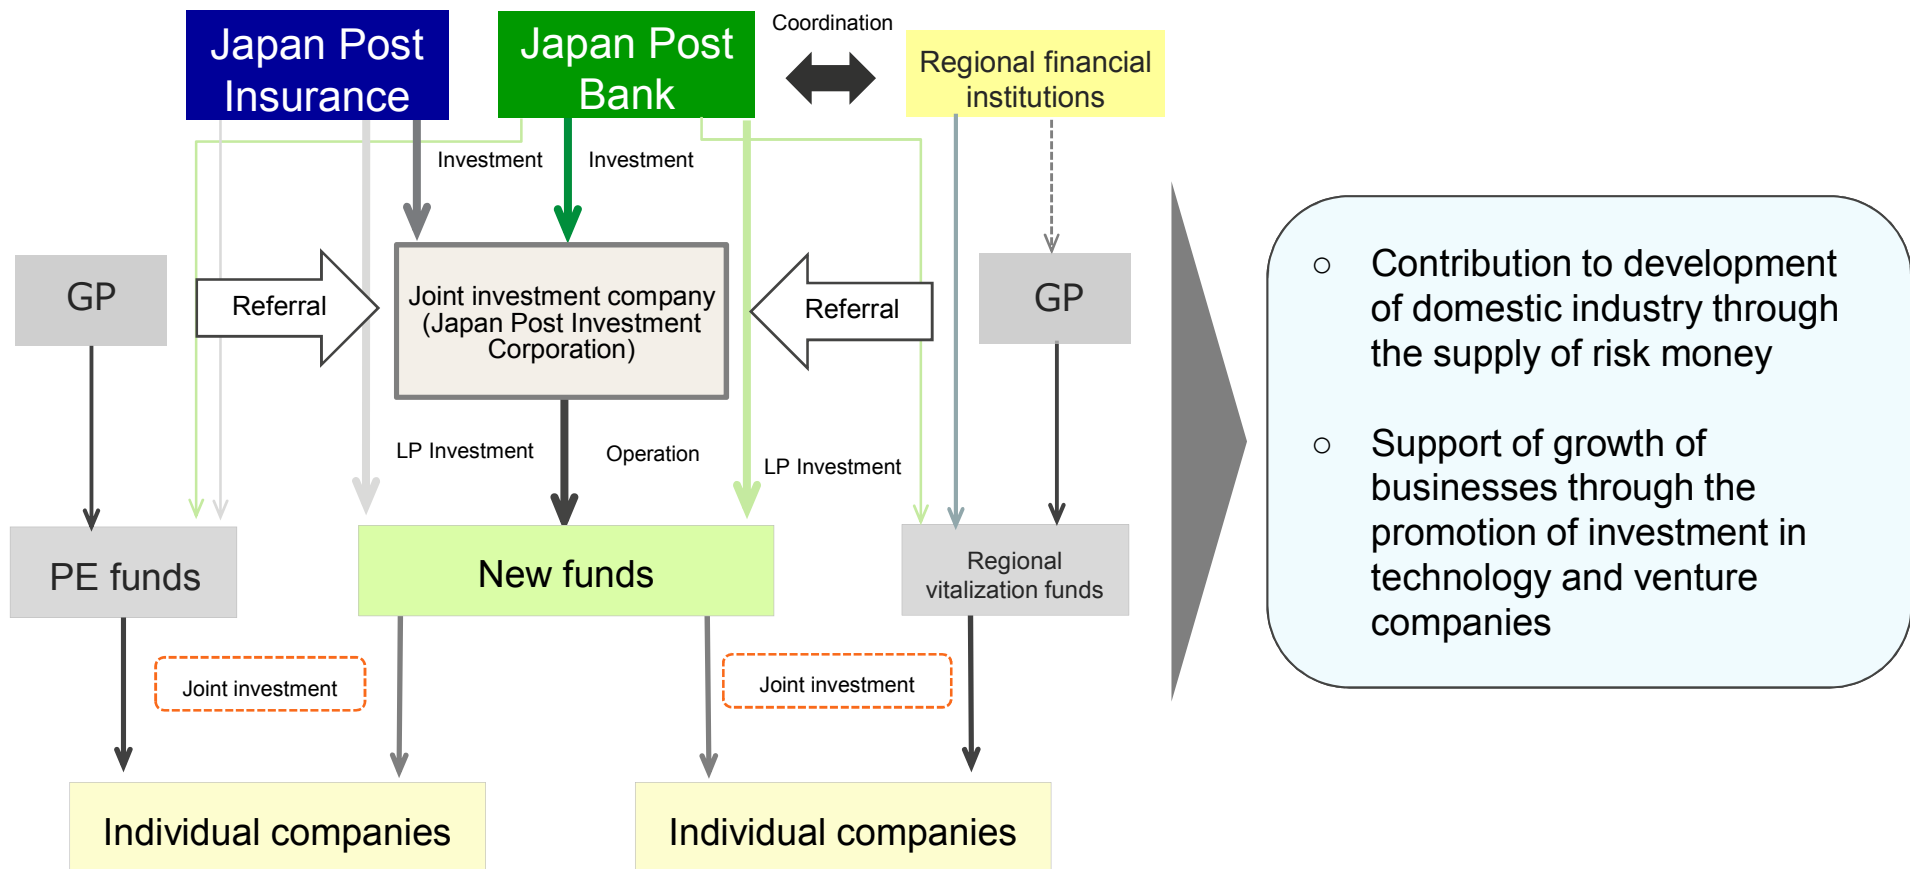 Japan Post
Insurance
Japan Post
Bank
Coordination
Regional financial
institutions
Investment
Investment
GP
Referral
Joint investment company
(Japan Post Investment
Corporation)
Referral
GP
LP Investment
Operation
LP Investment
PE funds
New funds
Regional
vitalization funds
Joint investment
Joint investment
Individual companies
Individual companies
○ Contribution to development
of domestic industry through
the supply of risk money
○ Support of growth of
businesses through the
promotion of investment in
technology and venture
companies